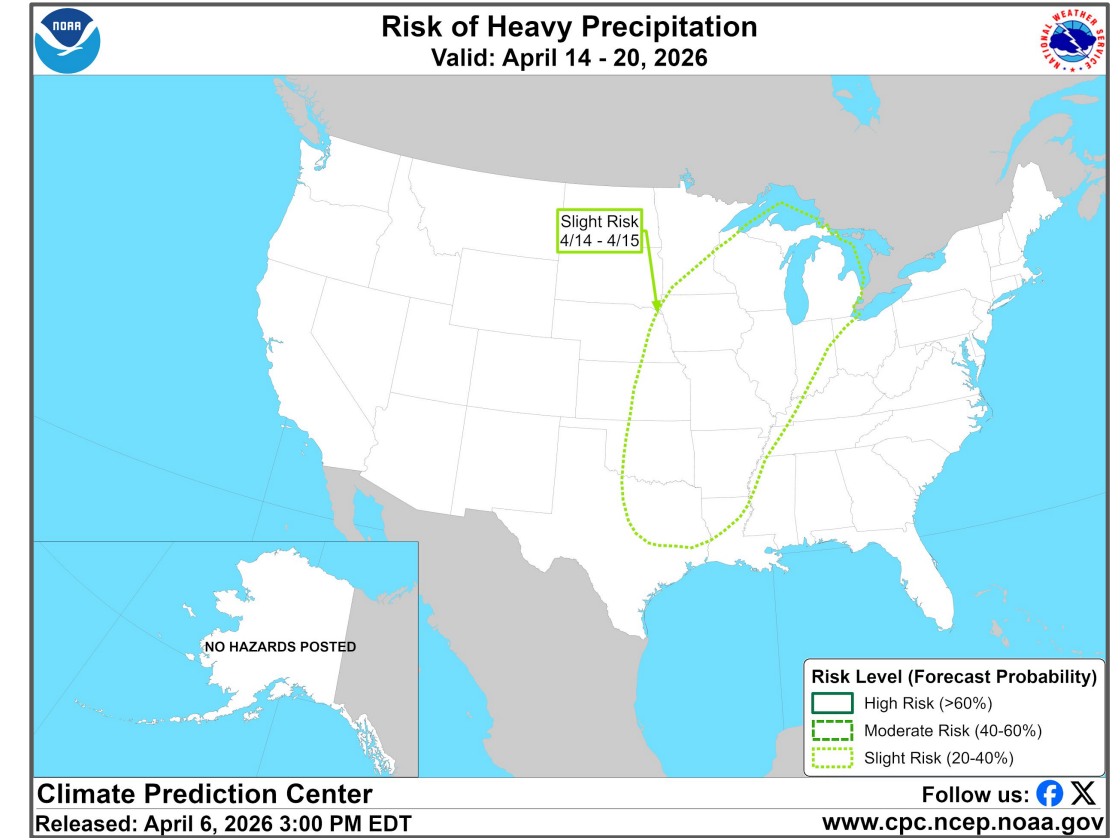 NOAA
Risk of Heavy Precipitation
Valid: April 14 - 20, 2026
NATIONAL WEATHER SERVICE
Slight Risk
4/14 - 4/15
NO HAZARDS POSTED
Risk Level (Forecast Probability)
High Risk (>60%)
Moderate Risk (40-60%)
Slight Risk (20-40%)
Climate Prediction Center
Follow us:
Released: April 6, 2026 3:00 PM EDT
www.cpc.ncep.noaa.gov